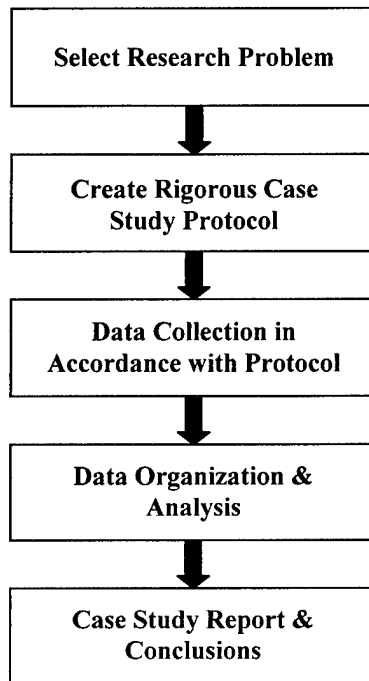 Select Research Problem
Create Rigorous Case
Study Protocol
Data Collection in
Accordance with Protocol
Data Organization &
Analysis
Case Study Report &
Conclusions